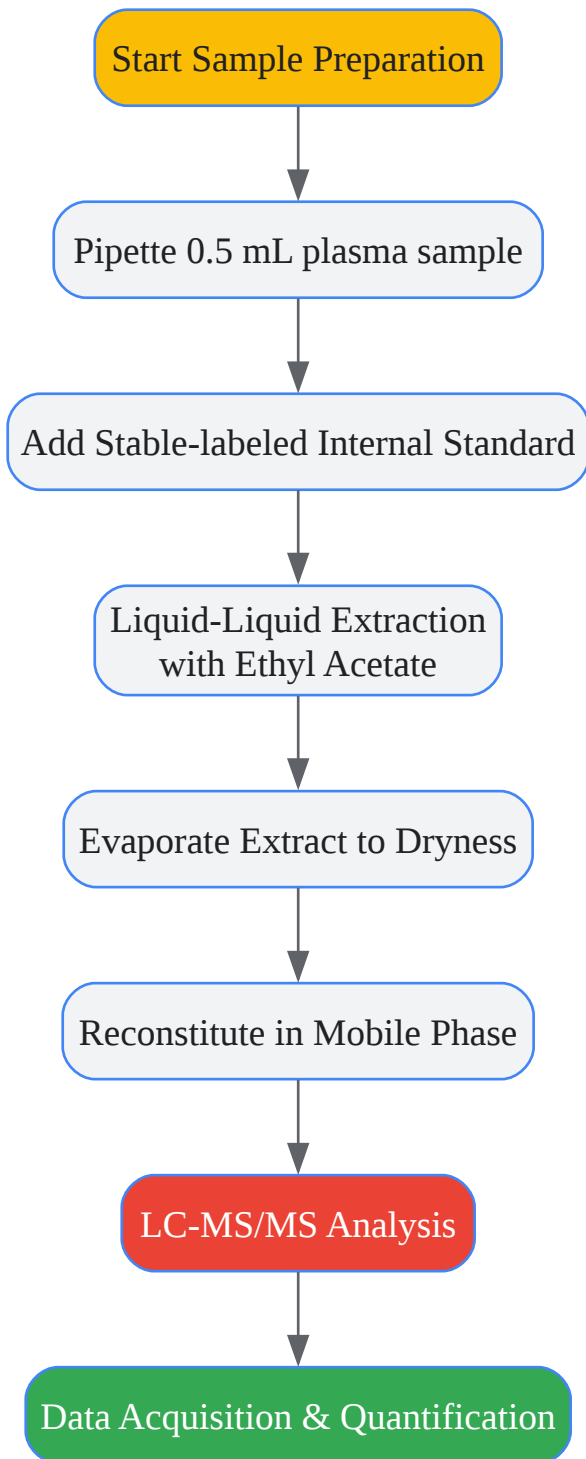 Start Sample Preparation
Pipette 0.5 mL plasma sample
Add Stable-labeled Internal Standard
Liquid-Liquid Extraction
with Ethyl Acetate
Evaporate Extract to Dryness
Reconstitute in Mobile Phase
LC-MS/MS Analysis
Data Acquisition & Quantification